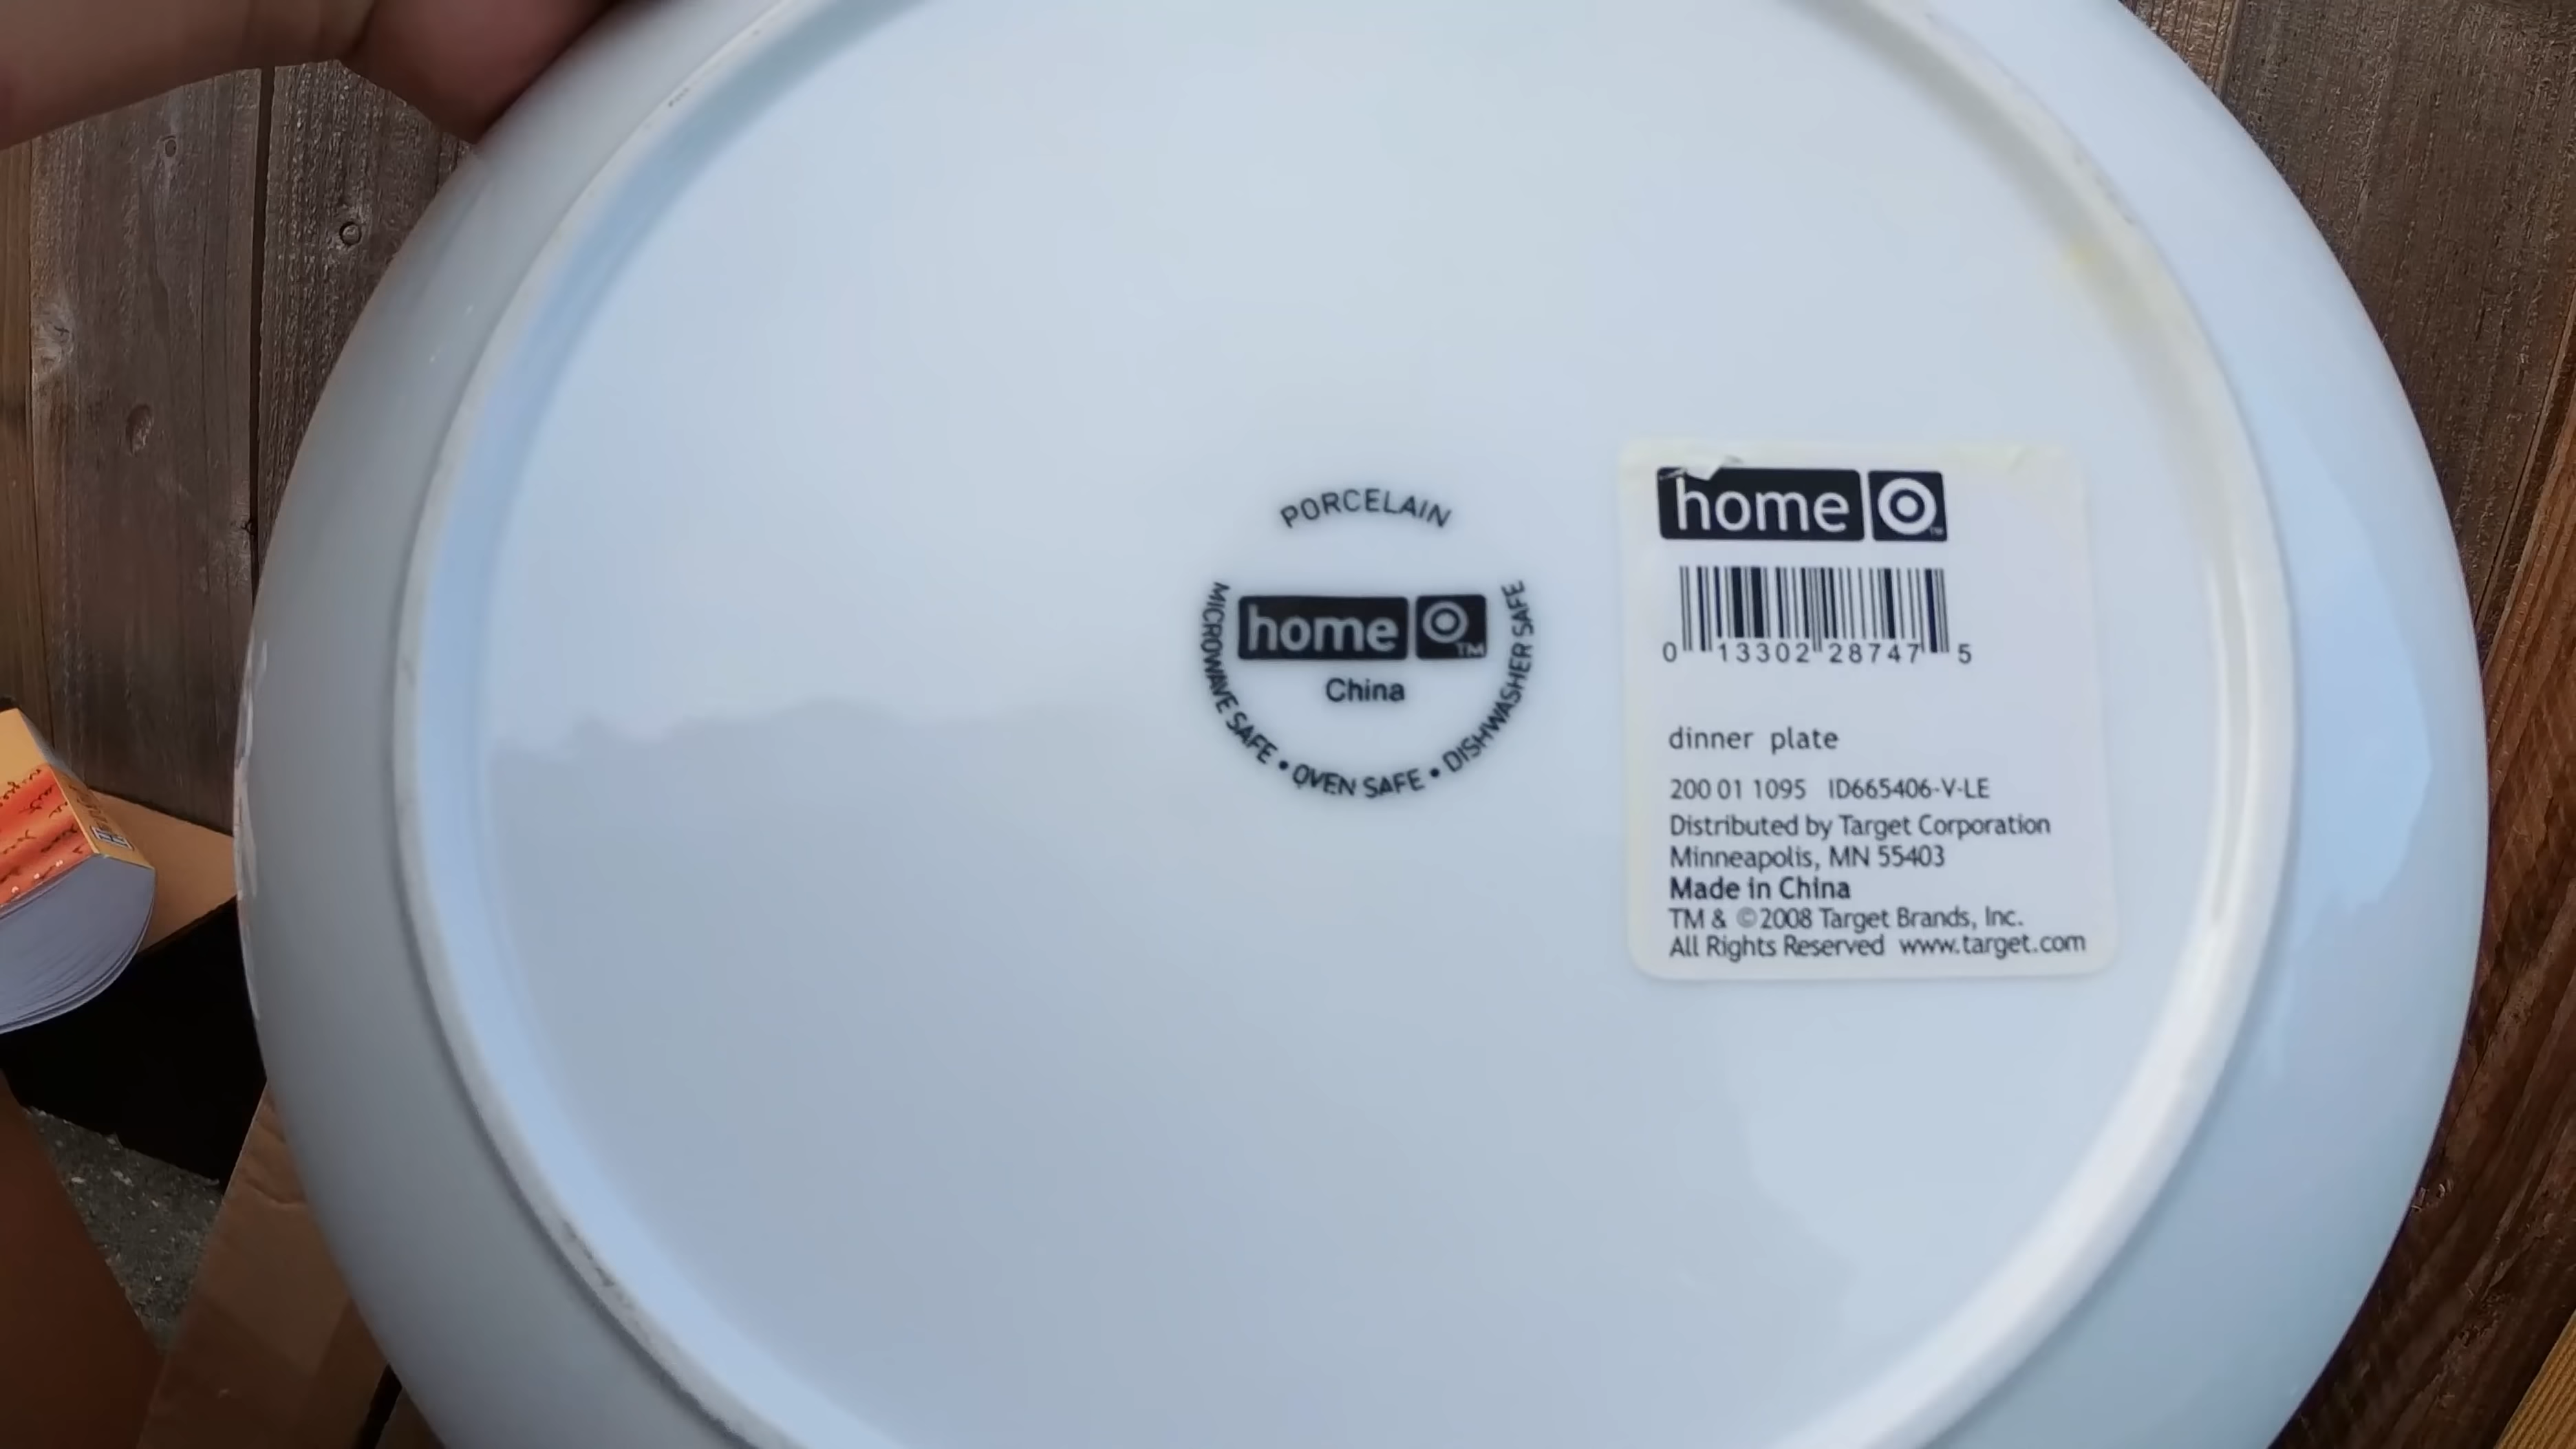 PORCELAIN
home
TM
China
MICROWAVE SAFE • OVEN SAFE • DISHWASHER SAFE
home
TM
0 13302 28747 5
dinner plate
200 01 1095 ID665406-V-LE
Distributed by Target Corporation
Minneapolis, MN 55403
Made in China
TM & ©2008 Target Brands, Inc.
All Rights Reserved www.target.com